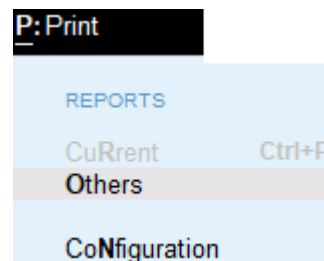 P: Print
REPORTS
CuRrent Ctrl+P
Others
CoNfiguration